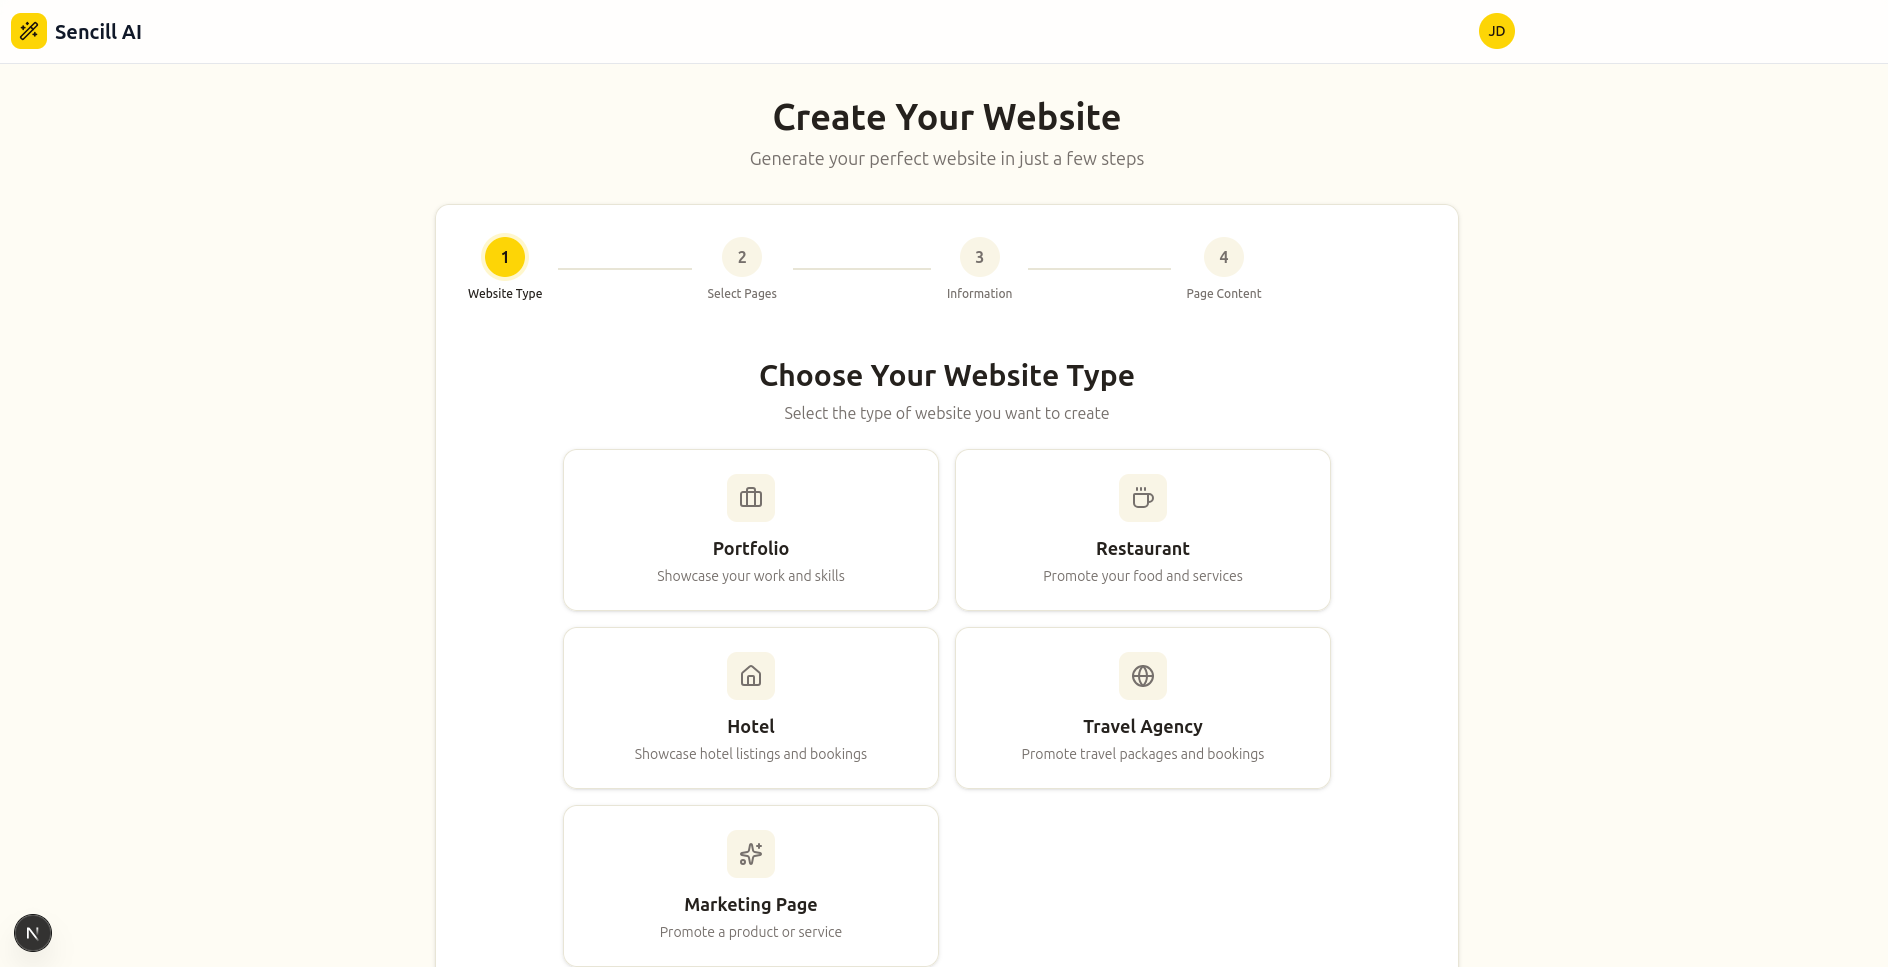 Sencill AI
JD
Create Your Website
Generate your perfect website in just a few steps
1
2
3
4
Website Type
Select Pages
Information
Page Content
Choose Your Website Type
Select the type of website you want to create
Portfolio
Showcase your work and skills
Restaurant
Promote your food and services
Hotel
Showcase hotel listings and bookings
Travel Agency
Promote travel packages and bookings
Marketing Page
Promote a product or service
N